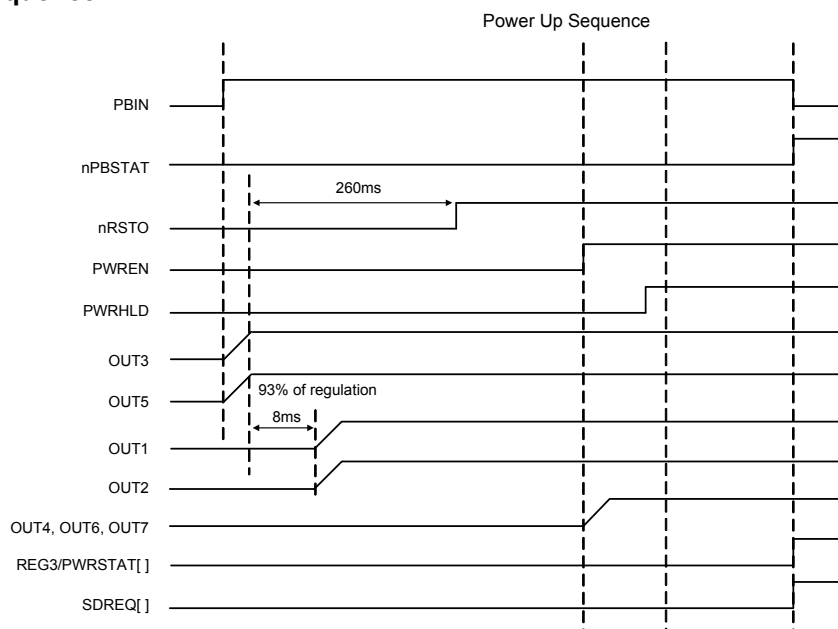 Power Up Sequence
PBIN
nPBSTAT
260ms
nRSTO
PWREN
PWRHLD
OUT3
93% of regulation
OUT5
8ms
OUT1
OUT2
OUT4, OUT6, OUT7
REG3/PWRSTAT[ ]
SDREQ[ ]